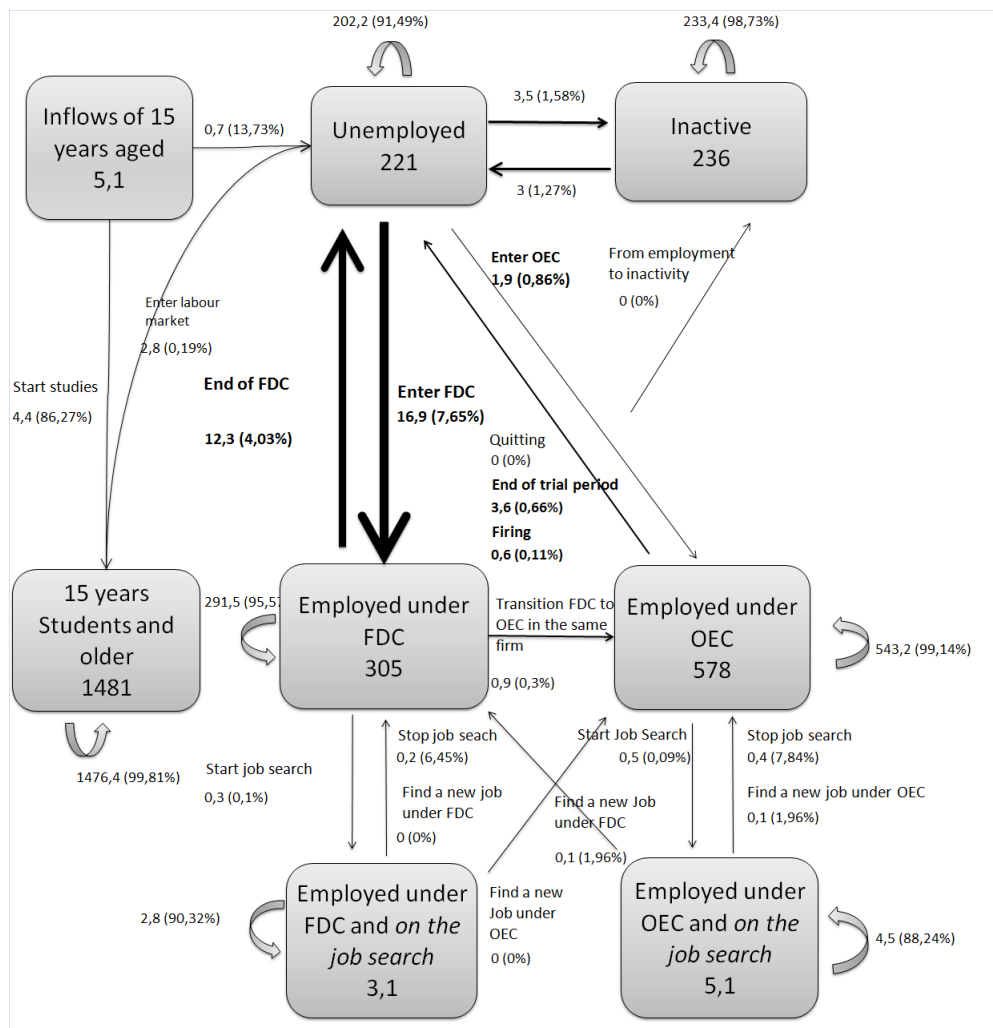 202,2 (91,49%)
233,4 (98,73%)
Inflows of 15
years aged
5,1
0,7 (13,73%)
Unemployed
221
3,5 (1,58%)
3 (1,27%)
Inactive
236
Enter OEC
1,9 (0,86%)
From employment
to inactivity
0 (0%)
Enter labour
market
2,8 (0,19%)
Start studies
4,4 (86,27%)
End of FDC
12,3 (4,03%)
Enter FDC
16,9 (7,65%)
Quitting
0 (0%)
End of trial period
3,6 (0,66%)
Firing
0,6 (0,11%)
15 years
Students and
older
1481
291,5 (95,57
Employed under
FDC
305
Transition FDC to
OEC in the same
firm
0,9 (0,3%)
Employed under
OEC
578
543,2 (99,14%)
1476,4 (99,81%)
Start job search
0,3 (0,1%)
Stop job seach
0,2 (6,45%)
Find a new job
under FDC
0 (0%)
Start Job Search
0,5 (0,09%)
Find a new Job
under FDC
0,1 (1,96%)
Stop job seach
0,4 (7,84%)
Find a new job under OEC
0,1 (1,96%)
2,8 (90,32%)
Employed under
FDC and on the
job search
3,1
Find a new
Job under
OEC
0 (0%)
Employed under
OEC and on the
job search
5,1
4,5 (88,24%)